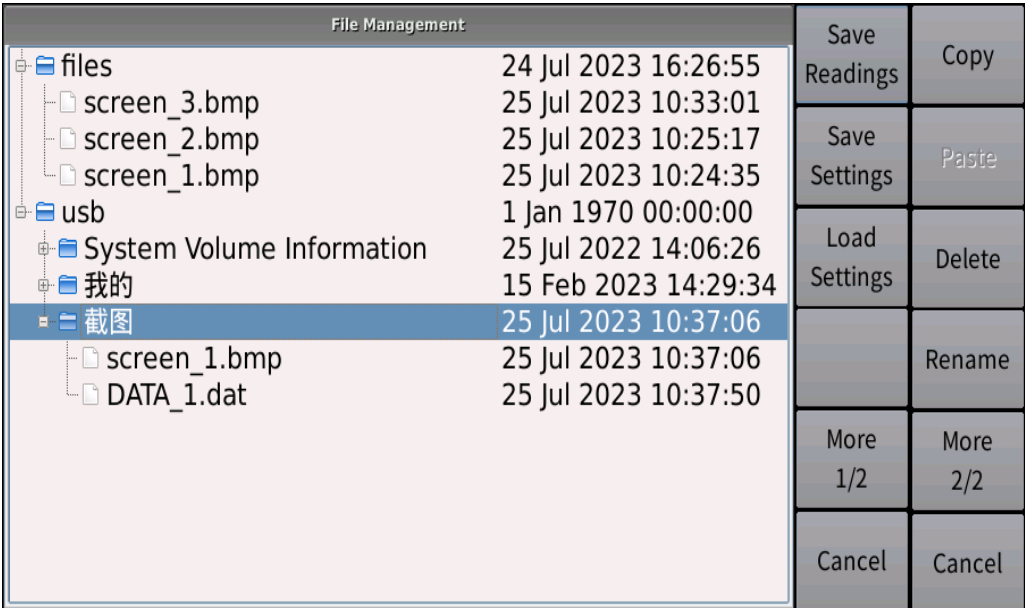 File Management
files 24 Jul 2023 16:26:55
screen_3.bmp 25 Jul 2023 10:33:01
screen_2.bmp 25 Jul 2023 10:25:17
screen_1.bmp 25 Jul 2023 10:24:35
usb 1 Jan 1970 00:00:00
System Volume Information 25 Jul 2022 14:06:26
我的 15 Feb 2023 14:29:34
截图 25 Jul 2023 10:37:06
screen_1.bmp 25 Jul 2023 10:37:06
DATA_1.dat 25 Jul 2023 10:37:50
Save
Readings
Copy
Save
Settings
Paste
Load
Settings
Delete
Rename
More
1/2
More
2/2
Cancel
Cancel